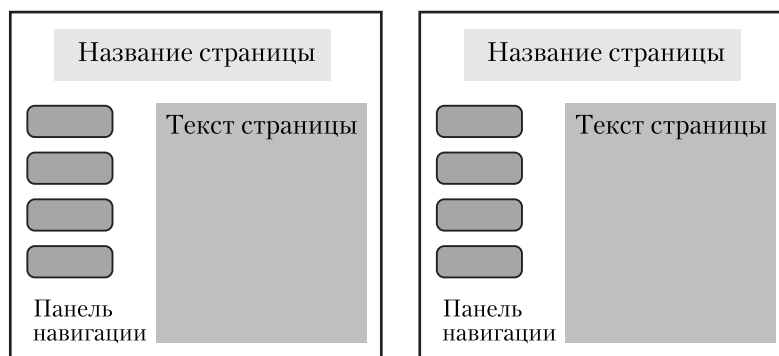 Название страницы
Текст страницы
Панель
навигации
Название страницы
Текст страницы
Панель
навигации